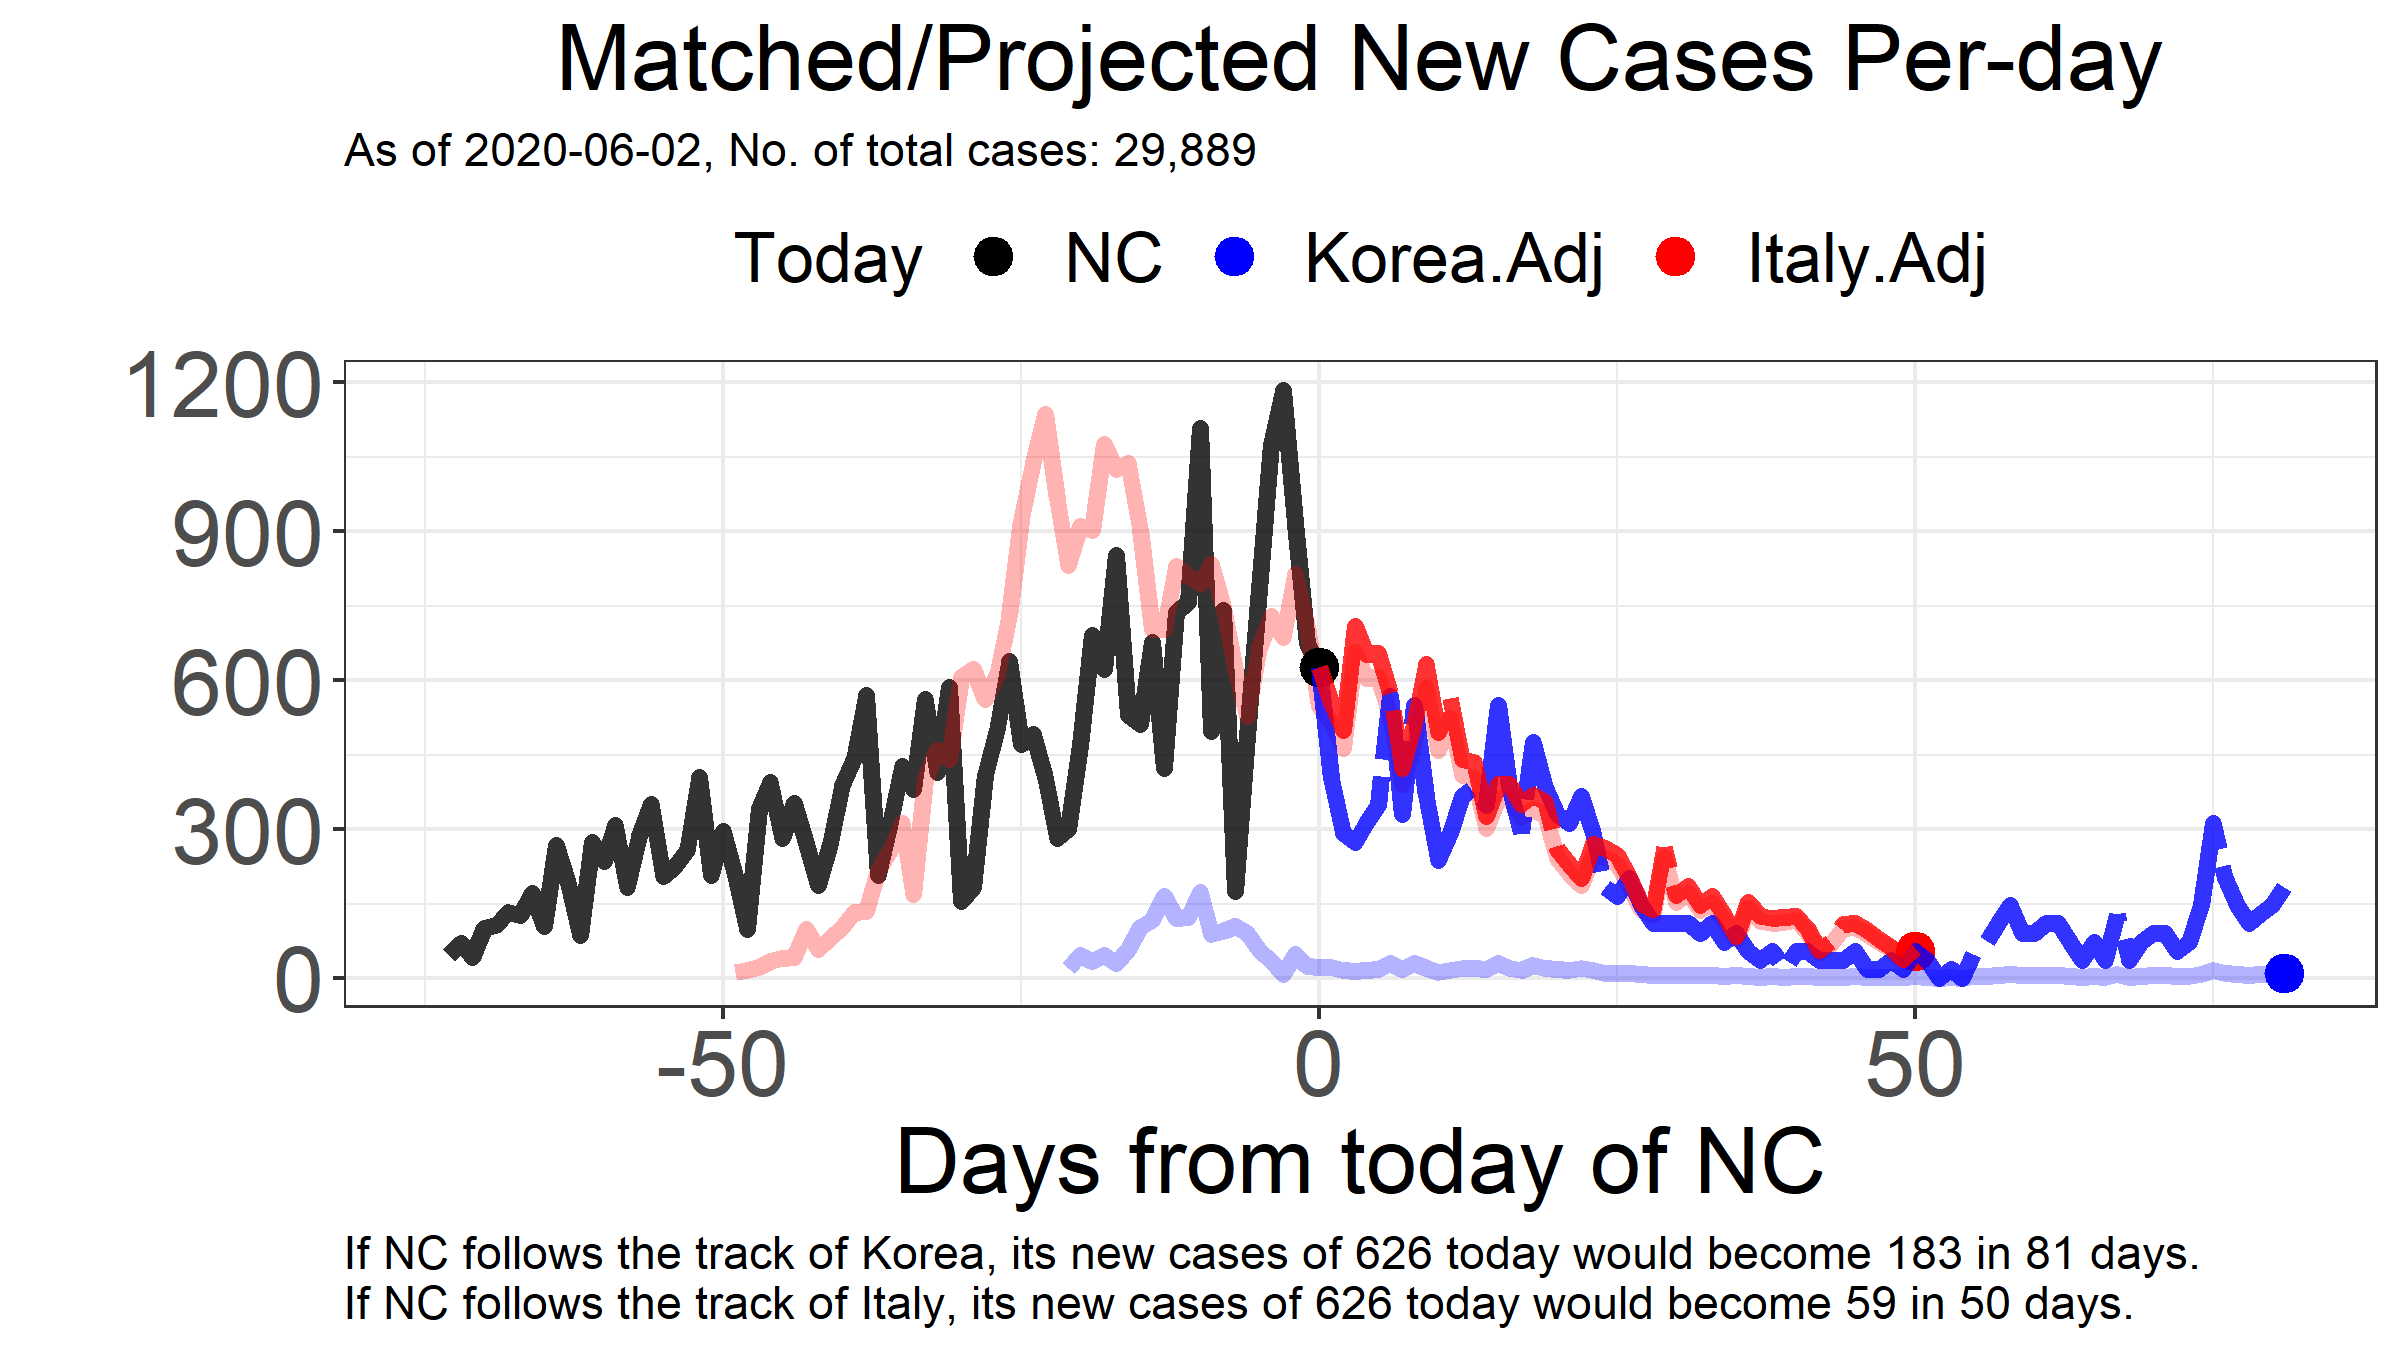 Matched/Projected New Cases Per-day
As of 2020-06-02, No. of total cases: 29,889
Today NC Korea.Adj Italy.Adj
1200
900
600
300
0
-50 0 50
Days from today of NC
If NC follows the track of Korea, its new cases of 626 today would become 183 in 81 days.
If NC follows the track of Italy, its new cases of 626 today would become 59 in 50 days.